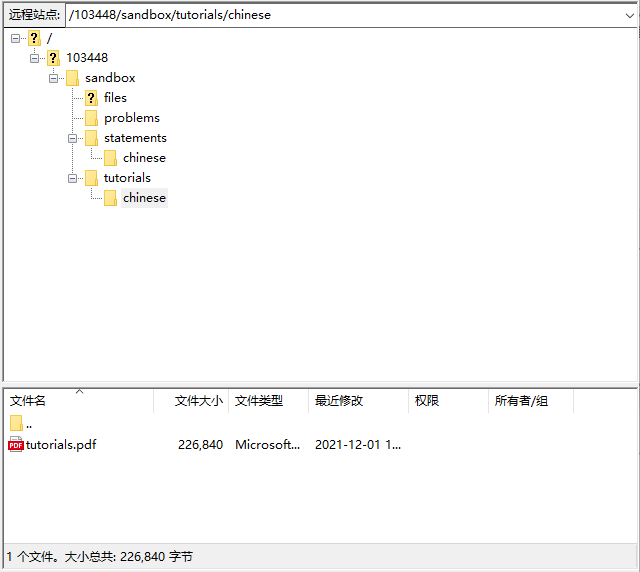 远程站点: /103448/sandbox/tutorials/chinese
/
103448
sandbox
files
problems
statements
chinese
tutorials
chinese
文件名 文件大小 文件类型 最近修改 权限 所有者/组
..
tutorials.pdf 226,840 Microsoft... 2021-12-01 1...
1 个文件。大小总共: 226,840 字节